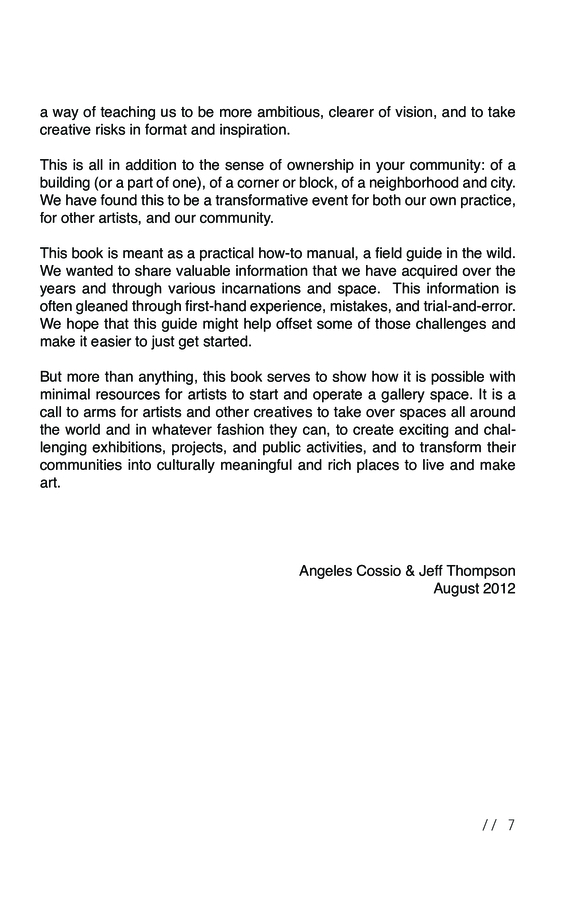 a way of teaching us to be more ambitious, clearer of vision, and to take
creative risks in format and inspiration.
This is all in addition to the sense of ownership in your community: of a
building (or a part of one), of a corner or block, of a neighborhood and city.
We have found this to be a transformative event for both our own practice,
for other artists, and our community.
This book is meant as a practical how-to manual, a field guide in the wild.
We wanted to share valuable information that we have acquired over the
years and through various incarnations and space.  This information is
often gleaned through first-hand experience, mistakes, and trial-and-error.
We hope that this guide might help offset some of those challenges and
make it easier to just get started.
But more than anything, this book serves to show how it is possible with
minimal resources for artists to start and operate a gallery space. It is a
call to arms for artists and other creatives to take over spaces all around
the world and in whatever fashion they can, to create exciting and chal-
lenging exhibitions, projects, and public activities, and to transform their
communities into culturally meaningful and rich places to live and make
art.
Angeles Cossio & Jeff Thompson
August 2012
// 7